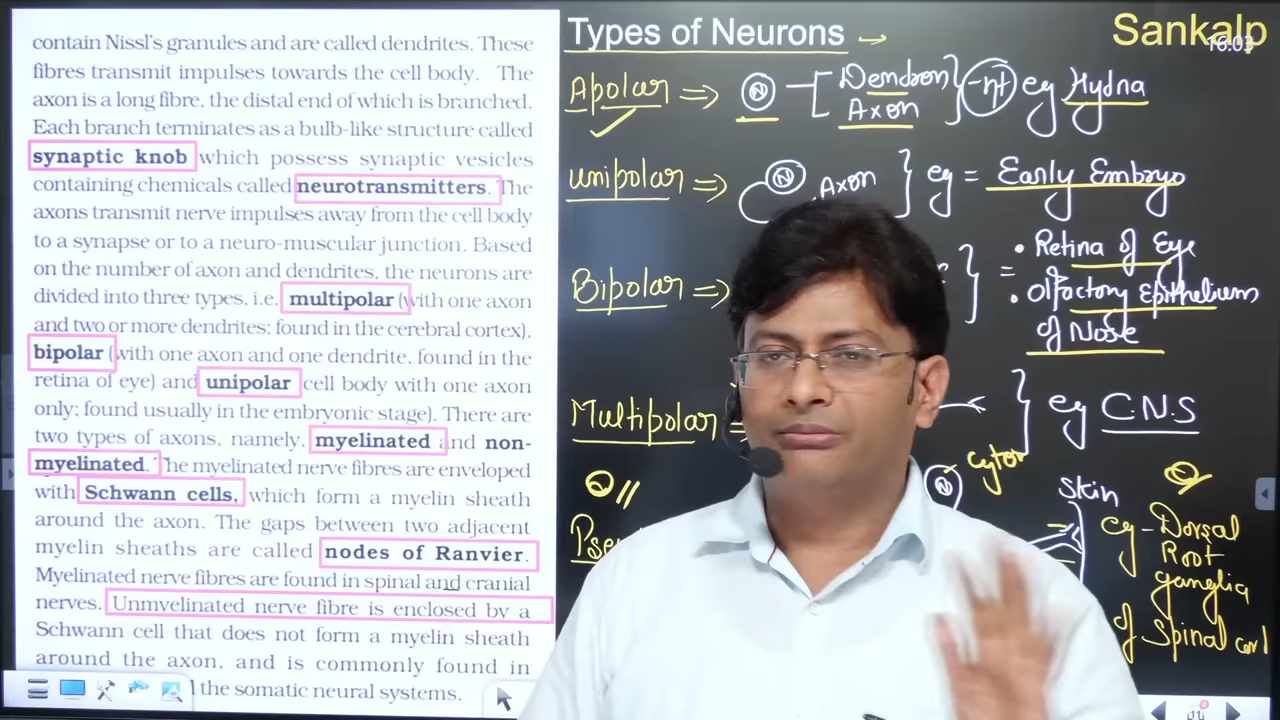 contain Nissl's granules and are called dendrites. These
fibres transmit impulses towards the cell body. The
axon is a long fibre, the distal end of which is branched.
Each branch terminates as a bulb-like structure called
synaptic knob which possess synaptic vesicles
containing chemicals called neurotransmitters. The
axons transmit nerve impulses away from the cell body
to a synapse or to a neuro-muscular junction. Based
on the number of axon and dendrites, the neurons are
divided into three types, i.e. multipolar (with one axon
and two or more dendrites; found in the cerebral cortex),
bipolar (with one axon and one dendrite, found in the
retina of eye) and unipolar cell body with one axon
only; found usually in the embryonic stage). There are
two types of axons, namely, myelinated and non-
myelinated. The myelinated nerve fibres are enveloped
with Schwann cells, which form a myelin sheath
around the axon. The gaps between two adjacent
myelin sheaths are called nodes of Ranvier.
Myelinated nerve fibres are found in spinal and cranial
nerves. Unmyelinated nerve fibre is enclosed by a
Schwann cell that does not form a myelin sheath
around the axon, and is commonly found in
the somatic neural systems.
Types of Neurons
Sankalp
16:03
Apolar ⇒ N [ Dendron
Axon } eg Hydra
unipolar ⇒ N Axon } eg = Early Embryo
Bipolar ⇒ } = • Retina of Eye
• Olfactory Epithelium
of Nose
Multipolar } eg C.N.S
N Cyton
Skin
Pse
eg - Dorsal
Root
ganglia
of Spinal cord
11